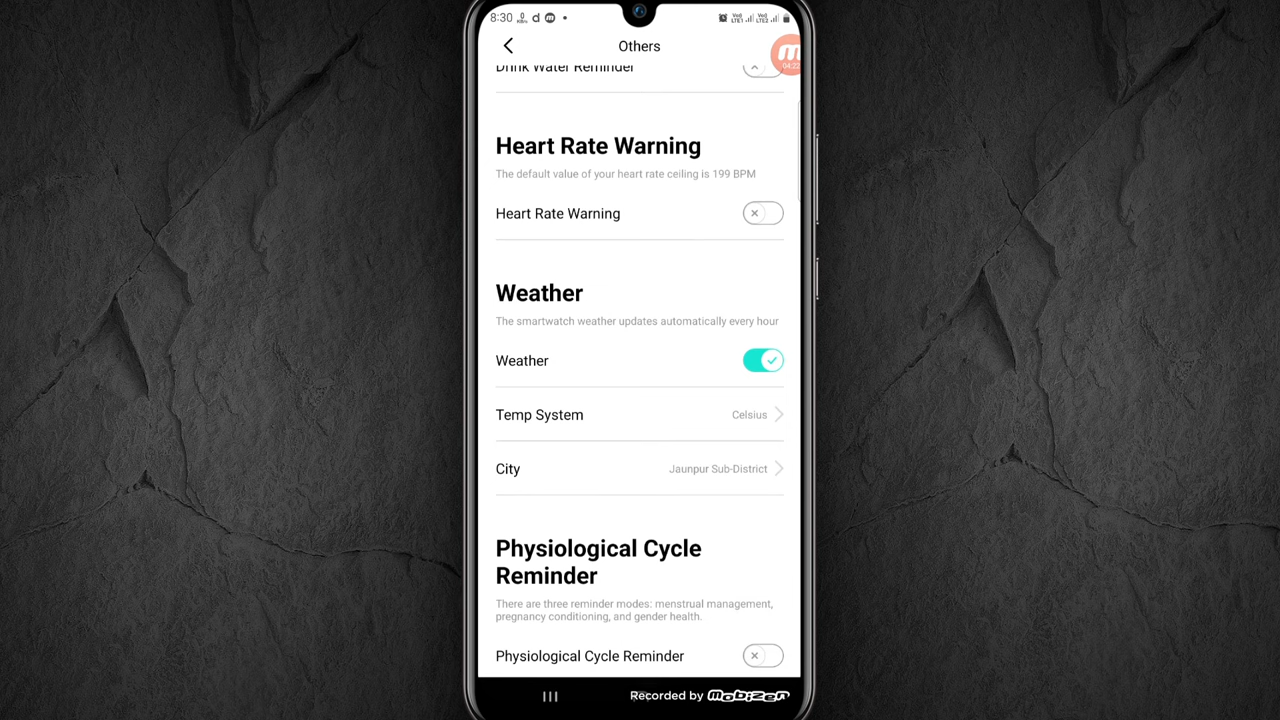 8:30
Others
04:22
Drink Water Reminder
Heart Rate Warning
The default value of your heart rate ceiling is 199 BPM
Heart Rate Warning
Weather
The smartwatch weather updates automatically every hour
Weather
Temp System
Celsius
City
Jaunpur Sub-District
Physiological Cycle
Reminder
There are three reminder modes: menstrual management,
pregnancy conditioning, and gender health.
Physiological Cycle Reminder
Recorded by mobizen